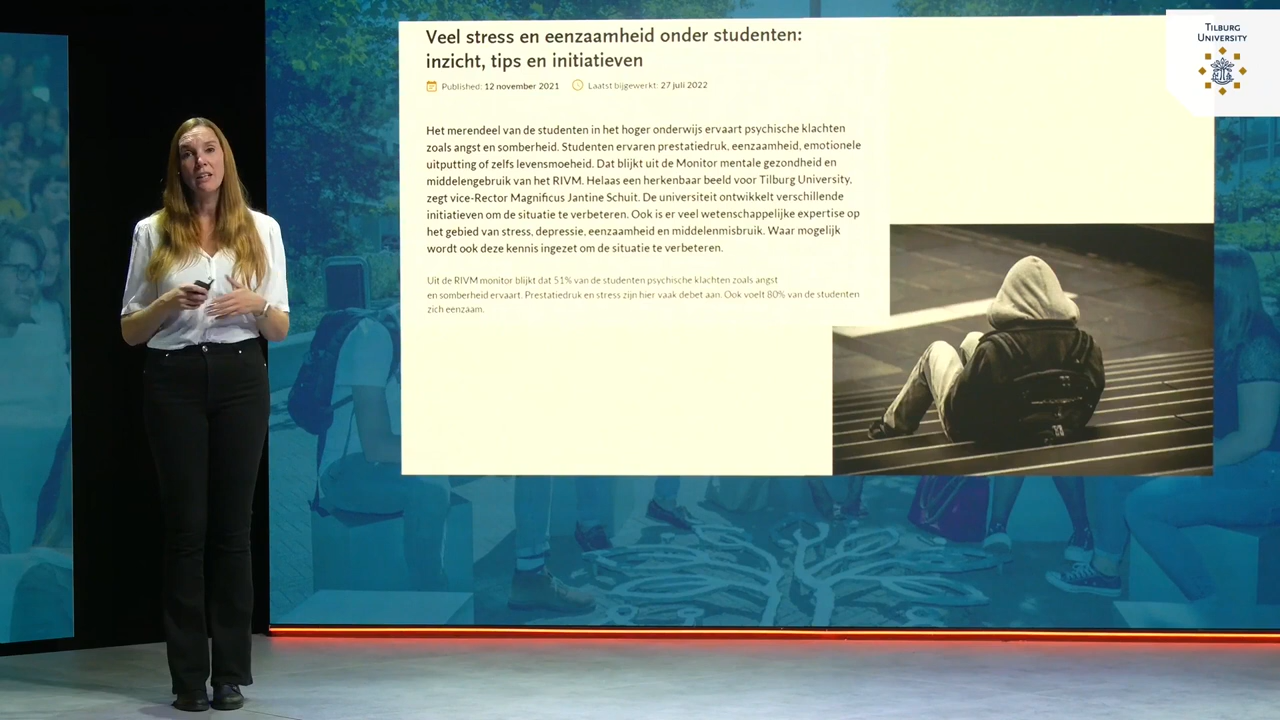 Veel stress en eenzaamheid onder studenten:
inzicht, tips en initiatieven
Published: 12 november 2021 Laatst bijgewerkt: 27 juli 2022
Het merendeel van de studenten in het hoger onderwijs ervaart psychische klachten
zoals angst en somberheid. Studenten ervaren prestatiedruk, eenzaamheid, emotionele
uitputting of zelfs levensmoeheid. Dat blijkt uit de Monitor mentale gezondheid en
middelengebruik van het RIVM. Helaas een herkenbaar beeld voor Tilburg University,
zegt vice-Rector Magnificus Jantine Schuit. De universiteit ontwikkelt verschillende
initiatieven om de situatie te verbeteren. Ook is er veel wetenschappelijke expertise op
het gebied van stress, depressie, eenzaamheid en middelenmisbruik. Waar mogelijk
wordt ook deze kennis ingezet om de situatie te verbeteren.
Uit de RIVM monitor blijkt dat 51% van de studenten psychische klachten zoals angst
en somberheid ervaart. Prestatiedruk en stress zijn hier vaak debet aan. Ook voelt 80% van de studenten
zich eenzaam.
TILBURG
UNIVERSITY